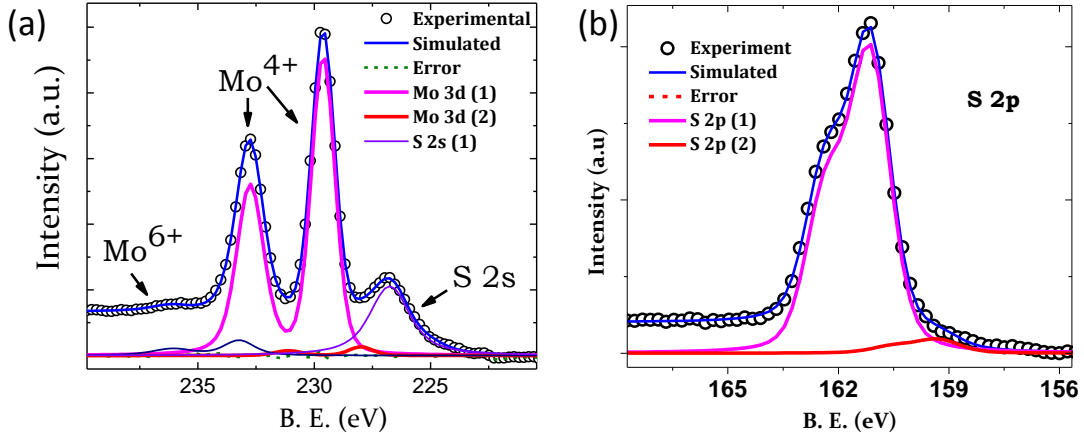 (a)
Experimental
Simulated
Error
Mo 3d (1)
Mo 3d (2)
S 2s (1)
Mo4+
Mo6+
S 2s
Intensity (a.u.)
235 230 225
B. E. (eV)
(b)
Experiment
Simulated
Error
S 2p (1)
S 2p (2)
S 2p
Intensity (a.u)
165 162 159 156
B. E. (eV)